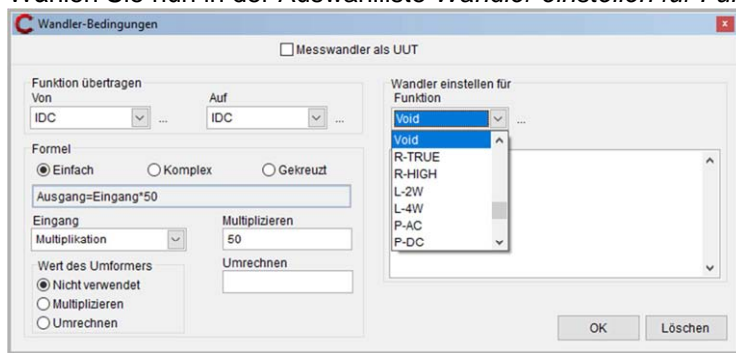 Wählen Sie nun in der Auswahlliste Wandler einstellen für Fun
Wandler-Bedingungen
Messwandler als UUT
Funktion übertragen
Von Auf
IDC ... IDC ...
Formel
Einfach Komplex Gekreuzt
Ausgang=Eingang*50
Eingang Multiplizieren
Multiplikation 50
Wert des Umformers Umrechnen
Nicht verwendet
Multiplizieren
Umrechnen
Wandler einstellen für
Funktion
Void ...
Void
R-TRUE
R-HIGH
L-2W
L-4W
P-AC
P-DC
OK Löschen